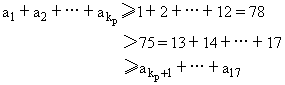 a₁ + a₂ + ⋯ + aₖₚ ⩾ 1 + 2 + ⋯ + 12 = 78
> 75 = 13 + 14 + ⋯ + 17
⩾ aₖₚ₊₁ + ⋯ + a₁₇